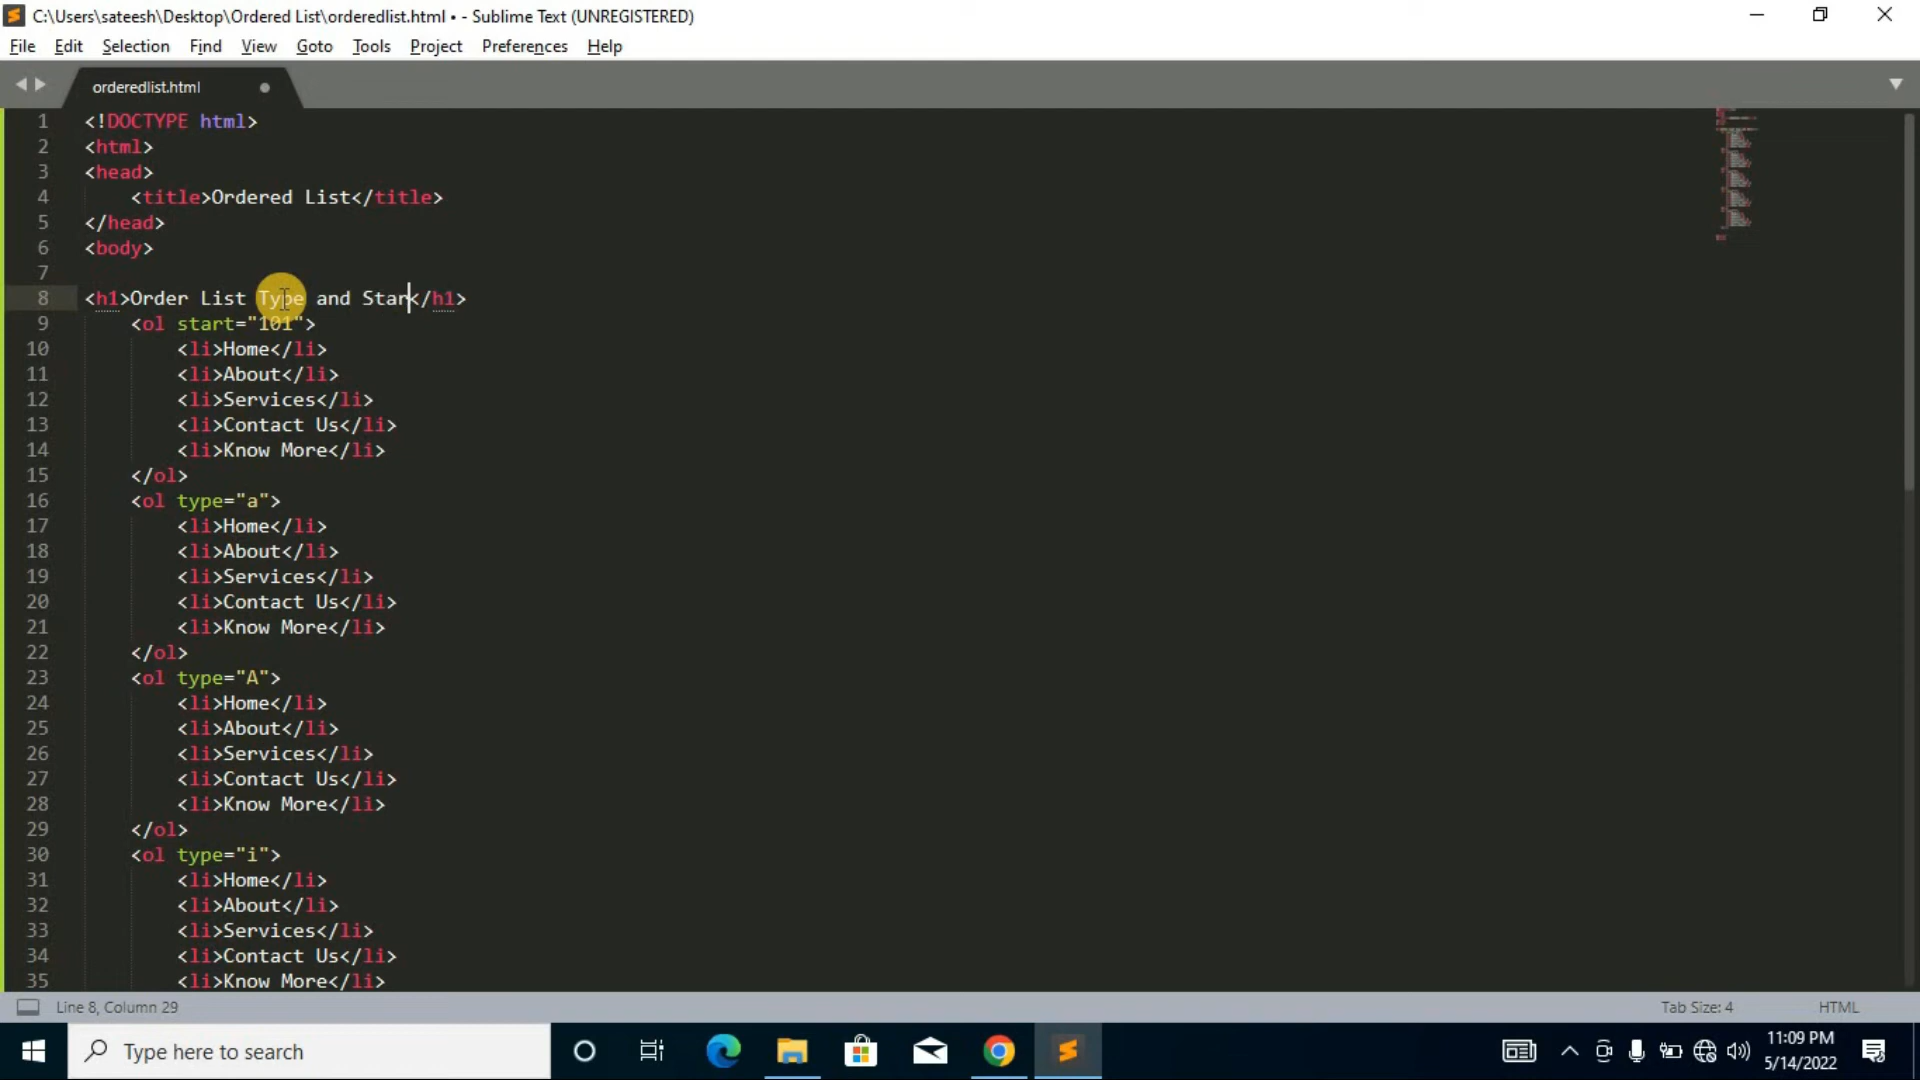 C:\Users\sateesh\Desktop\Ordered List\orderedlist.html • - Sublime Text (UNREGISTERED)
File Edit Selection Find View Goto Tools Project Preferences Help
orderedlist.html
1 <!DOCTYPE html>
2 <html>
3 <head>
4 <title>Ordered List</title>
5 </head>
6 <body>
7
8 <h1>Order List Type and Star</h1>
9 <ol start="101">
10 <li>Home</li>
11 <li>About</li>
12 <li>Services</li>
13 <li>Contact Us</li>
14 <li>Know More</li>
15 </ol>
16 <ol type="a">
17 <li>Home</li>
18 <li>About</li>
19 <li>Services</li>
20 <li>Contact Us</li>
21 <li>Know More</li>
22 </ol>
23 <ol type="A">
24 <li>Home</li>
25 <li>About</li>
26 <li>Services</li>
27 <li>Contact Us</li>
28 <li>Know More</li>
29 </ol>
30 <ol type="i">
31 <li>Home</li>
32 <li>About</li>
33 <li>Services</li>
34 <li>Contact Us</li>
35 <li>Know More</li>
Line 8, Column 29 Tab Size: 4 HTML
Type here to search
11:09 PM
5/14/2022